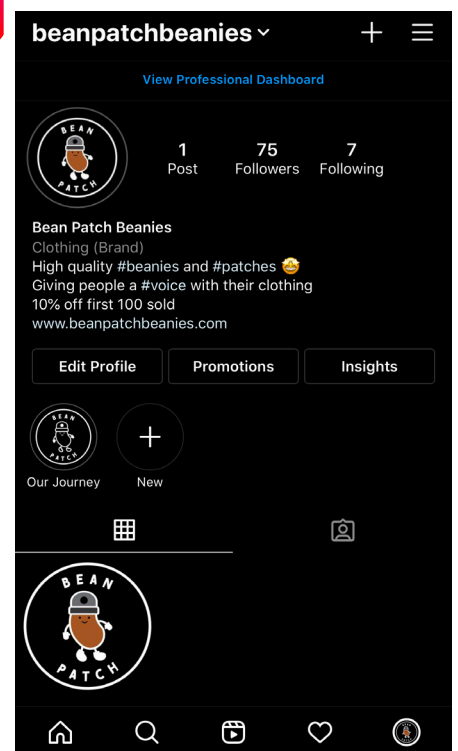 beanpatchbeanies
View Professional Dashboard
BEAN
PATCH
1
Post
75
Followers
7
Following
Bean Patch Beanies
Clothing (Brand)
High quality #beanies and #patches 🤩
Giving people a #voice with their clothing
10% off first 100 sold
www.beanpatchbeanies.com
Edit Profile
Promotions
Insights
BEAN
PATCH
Our Journey
New
BEAN
PATCH